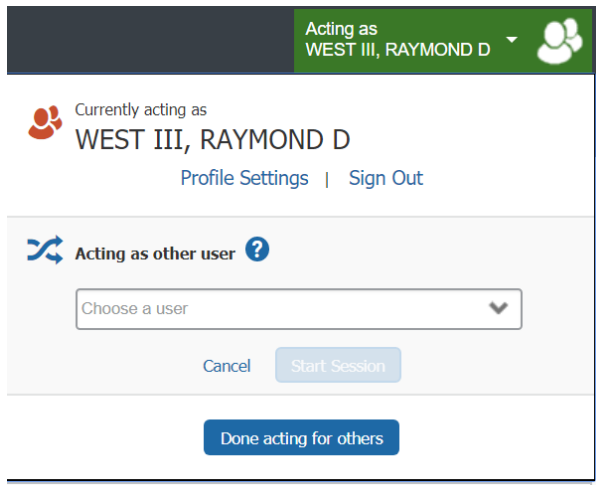 Acting as
WEST III, RAYMOND D
Currently acting as
WEST III, RAYMOND D
Profile Settings | Sign Out
Acting as other user ?
Choose a user
Cancel Start Session
Done acting for others